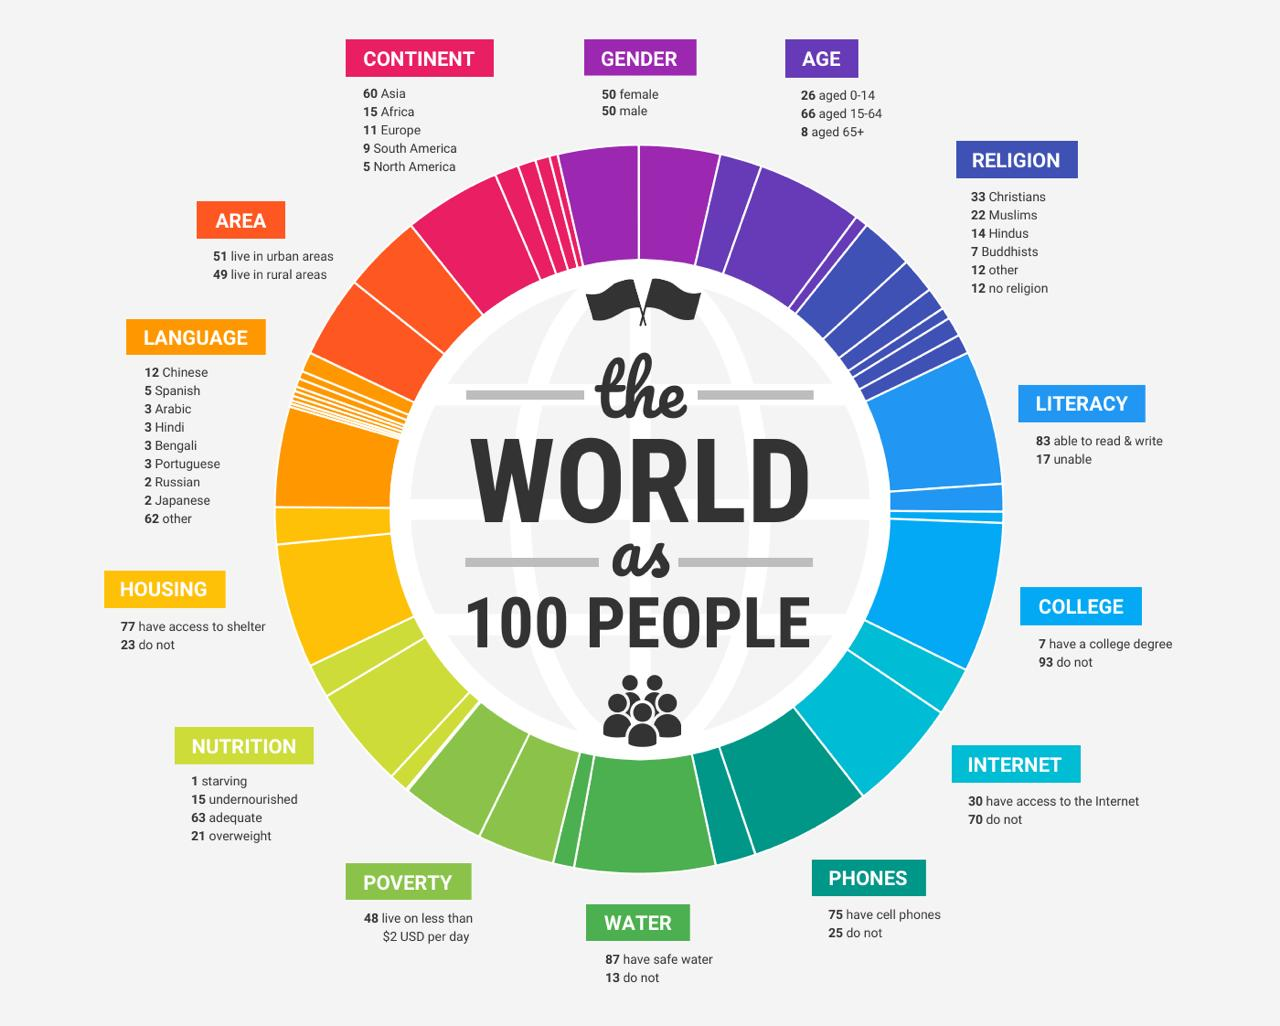 CONTINENT
60 Asia
15 Africa
11 Europe
9 South America
5 North America
GENDER
50 female
50 male
AGE
26 aged 0-14
66 aged 15-64
8 aged 65+
RELIGION
33 Christians
22 Muslims
14 Hindus
7 Buddhists
12 other
12 no religion
AREA
51 live in urban areas
49 live in rural areas
LANGUAGE
12 Chinese
5 Spanish
3 Arabic
3 Hindi
3 Bengali
3 Portuguese
2 Russian
2 Japanese
62 other
the
WORLD
as
100 PEOPLE
LITERACY
83 able to read & write
17 unable
HOUSING
77 have access to shelter
23 do not
COLLEGE
7 have a college degree
93 do not
NUTRITION
1 starving
15 undernourished
63 adequate
21 overweight
INTERNET
30 have access to the Internet
70 do not
POVERTY
48 live on less than
$2 USD per day
WATER
87 have safe water
13 do not
PHONES
75 have cell phones
25 do not